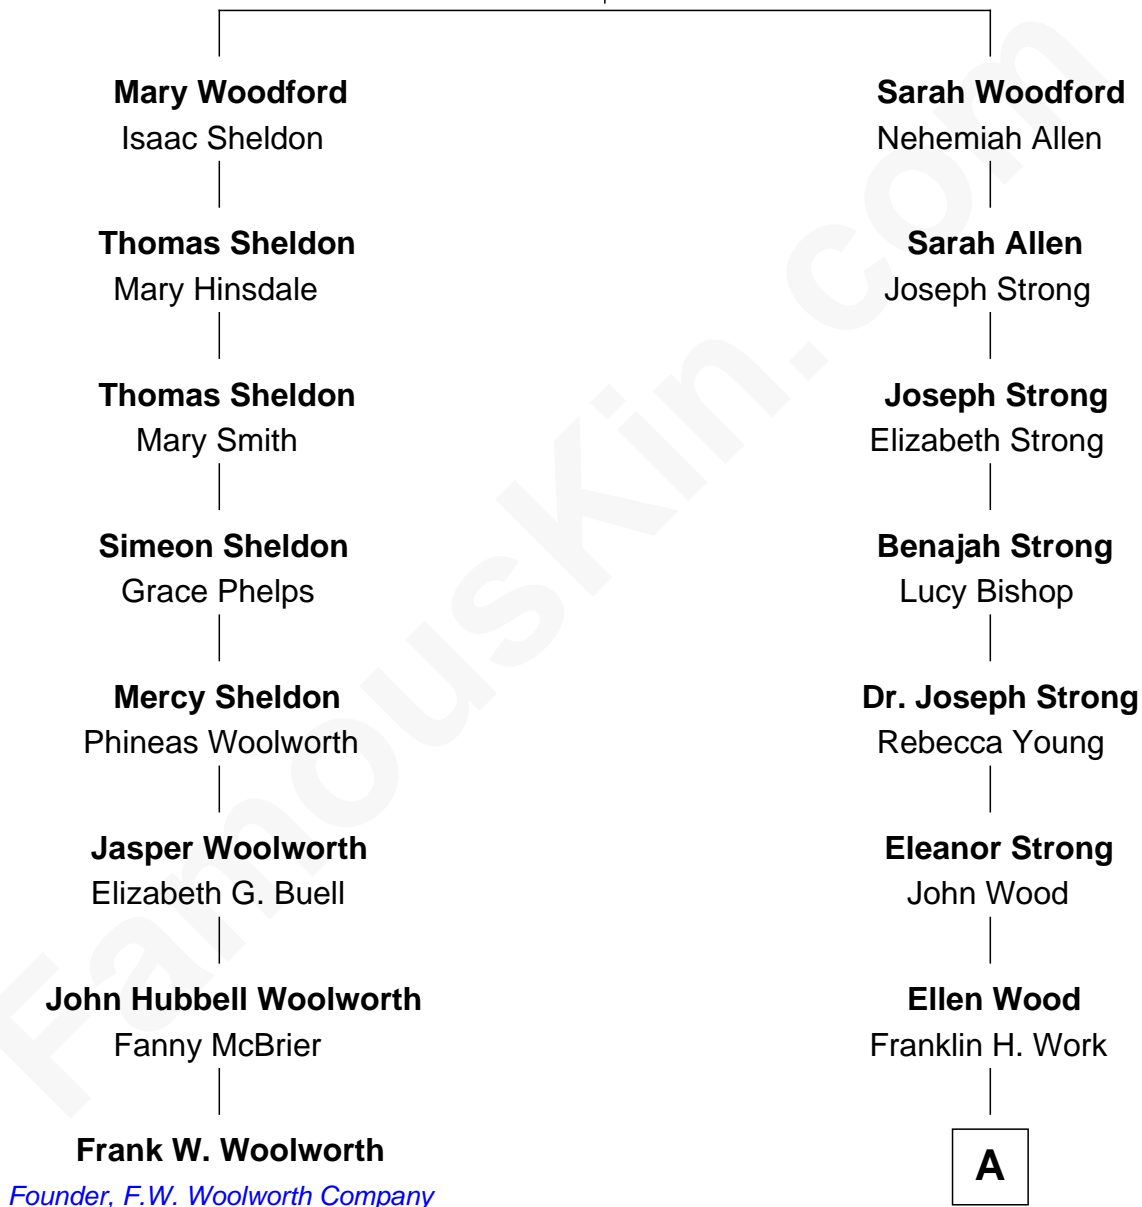 Mary Woodford
Isaac Sheldon
Sarah Woodford
Nehemiah Allen
Thomas Sheldon
Mary Hinsdale
Sarah Allen
Joseph Strong
Thomas Sheldon
Mary Smith
Joseph Strong
Elizabeth Strong
Simeon Sheldon
Grace Phelps
Benajah Strong
Lucy Bishop
Mercy Sheldon
Phineas Woolworth
Dr. Joseph Strong
Rebecca Young
Jasper Woolworth
Elizabeth G. Buell
Eleanor Strong
John Wood
John Hubbell Woolworth
Fanny McBrier
Ellen Wood
Franklin H. Work
Frank W. Woolworth
Founder, F.W. Woolworth Company
A
FamousKin.com